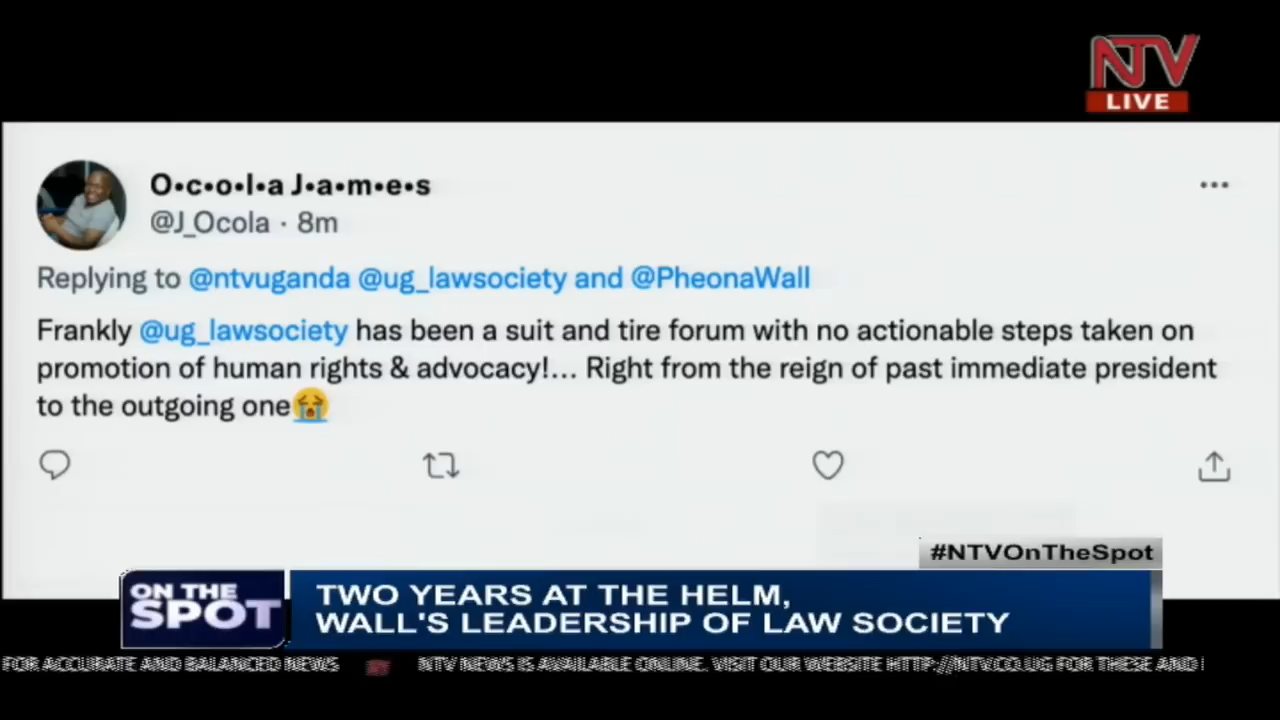 NTV
LIVE
O•c•o•l•a J•a•m•e•s
@J_Ocola · 8m
Replying to @ntvuganda @ug_lawsociety and @PheonaWall
Frankly @ug_lawsociety has been a suit and tire forum with no actionable steps taken on
promotion of human rights & advocacy!... Right from the reign of past immediate president
to the outgoing one😭
#NTVOnTheSpot
ON THE
SPOT
TWO YEARS AT THE HELM,
WALL'S LEADERSHIP OF LAW SOCIETY
FOR ACCURATE AND BALANCED NEWS NTV NTV NEWS IS AVAILABLE ONLINE. VISIT OUR WEBSITE HTTP://NTV.CO.UG FOR THESE AND